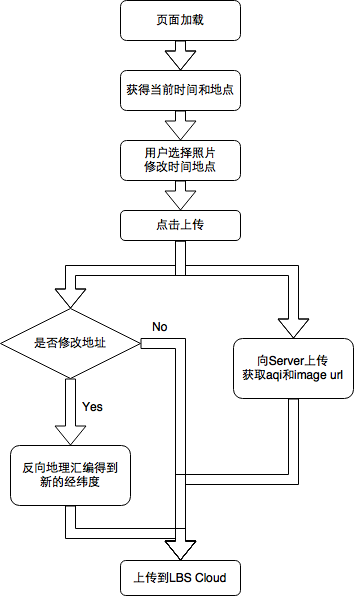 页面加载
获得当前时间和地点
用户选择照片
修改时间地点
点击上传
是否修改地址
No
向Server上传
获取aqi和image url
Yes
反向地理汇编得到
新的经纬度
上传到LBS Cloud